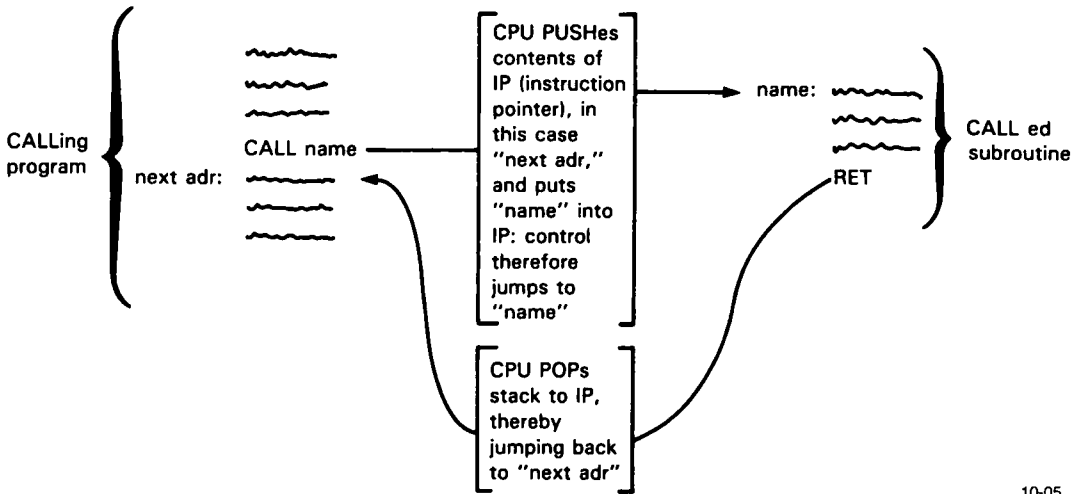 CALLing
program
CALL name
next adr:
CPU PUSHes
contents of
IP (instruction
pointer), in
this case
"next adr,"
and puts
"name" into
IP: control
therefore
jumps to
"name"
name:
RET
CALL ed
subroutine
CPU POPs
stack to IP,
thereby
jumping back
to "next adr"
10-05